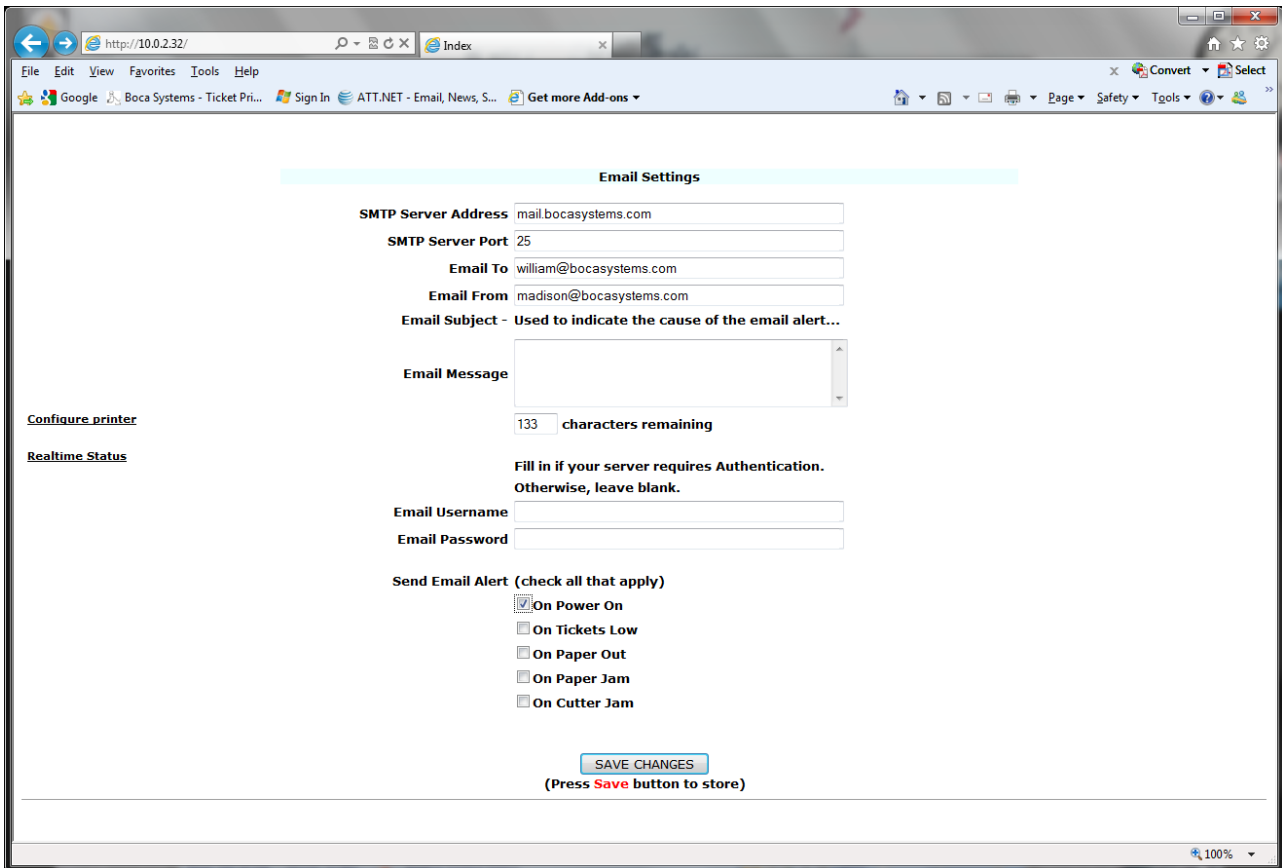 http://10.0.2.32/
Index
File Edit View Favorites Tools Help
Convert Select
Google Boca Systems - Ticket Pri... Sign In ATT.NET - Email, News, S... Get more Add-ons
Page Safety Tools
Email Settings
SMTP Server Address mail.bocasystems.com
SMTP Server Port 25
Email To william@bocasystems.com
Email From madison@bocasystems.com
Email Subject - Used to indicate the cause of the email alert...
Email Message
Configure printer
133 characters remaining
Realtime Status
Fill in if your server requires Authentication.
Otherwise, leave blank.
Email Username
Email Password
Send Email Alert (check all that apply)
On Power On
On Tickets Low
On Paper Out
On Paper Jam
On Cutter Jam
SAVE CHANGES
(Press Save button to store)
100%